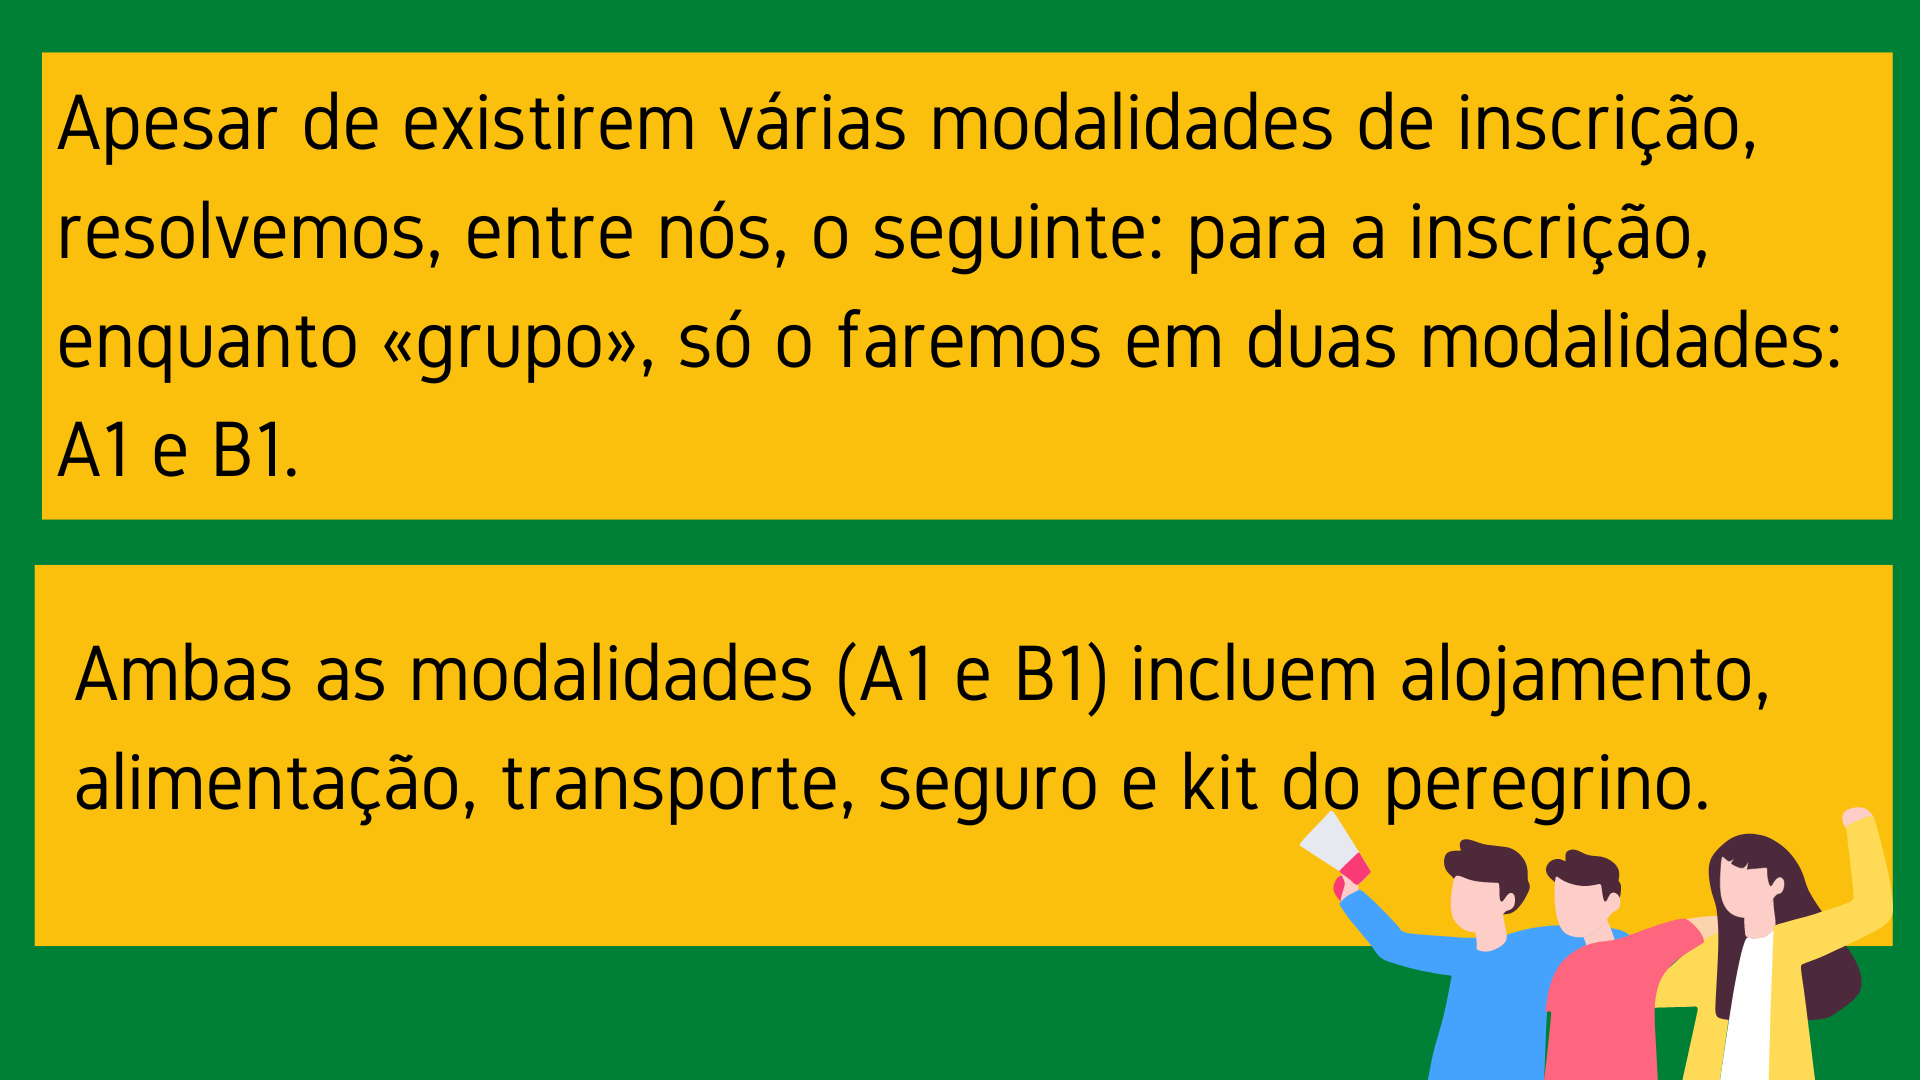 Apesar de existirem várias modalidades de inscrição,
resolvemos, entre nós, o seguinte: para a inscrição,
enquanto «grupo», só o faremos em duas modalidades:
A1 e B1.
Ambas as modalidades (A1 e B1) incluem alojamento,
alimentação, transporte, seguro e kit do peregrino.